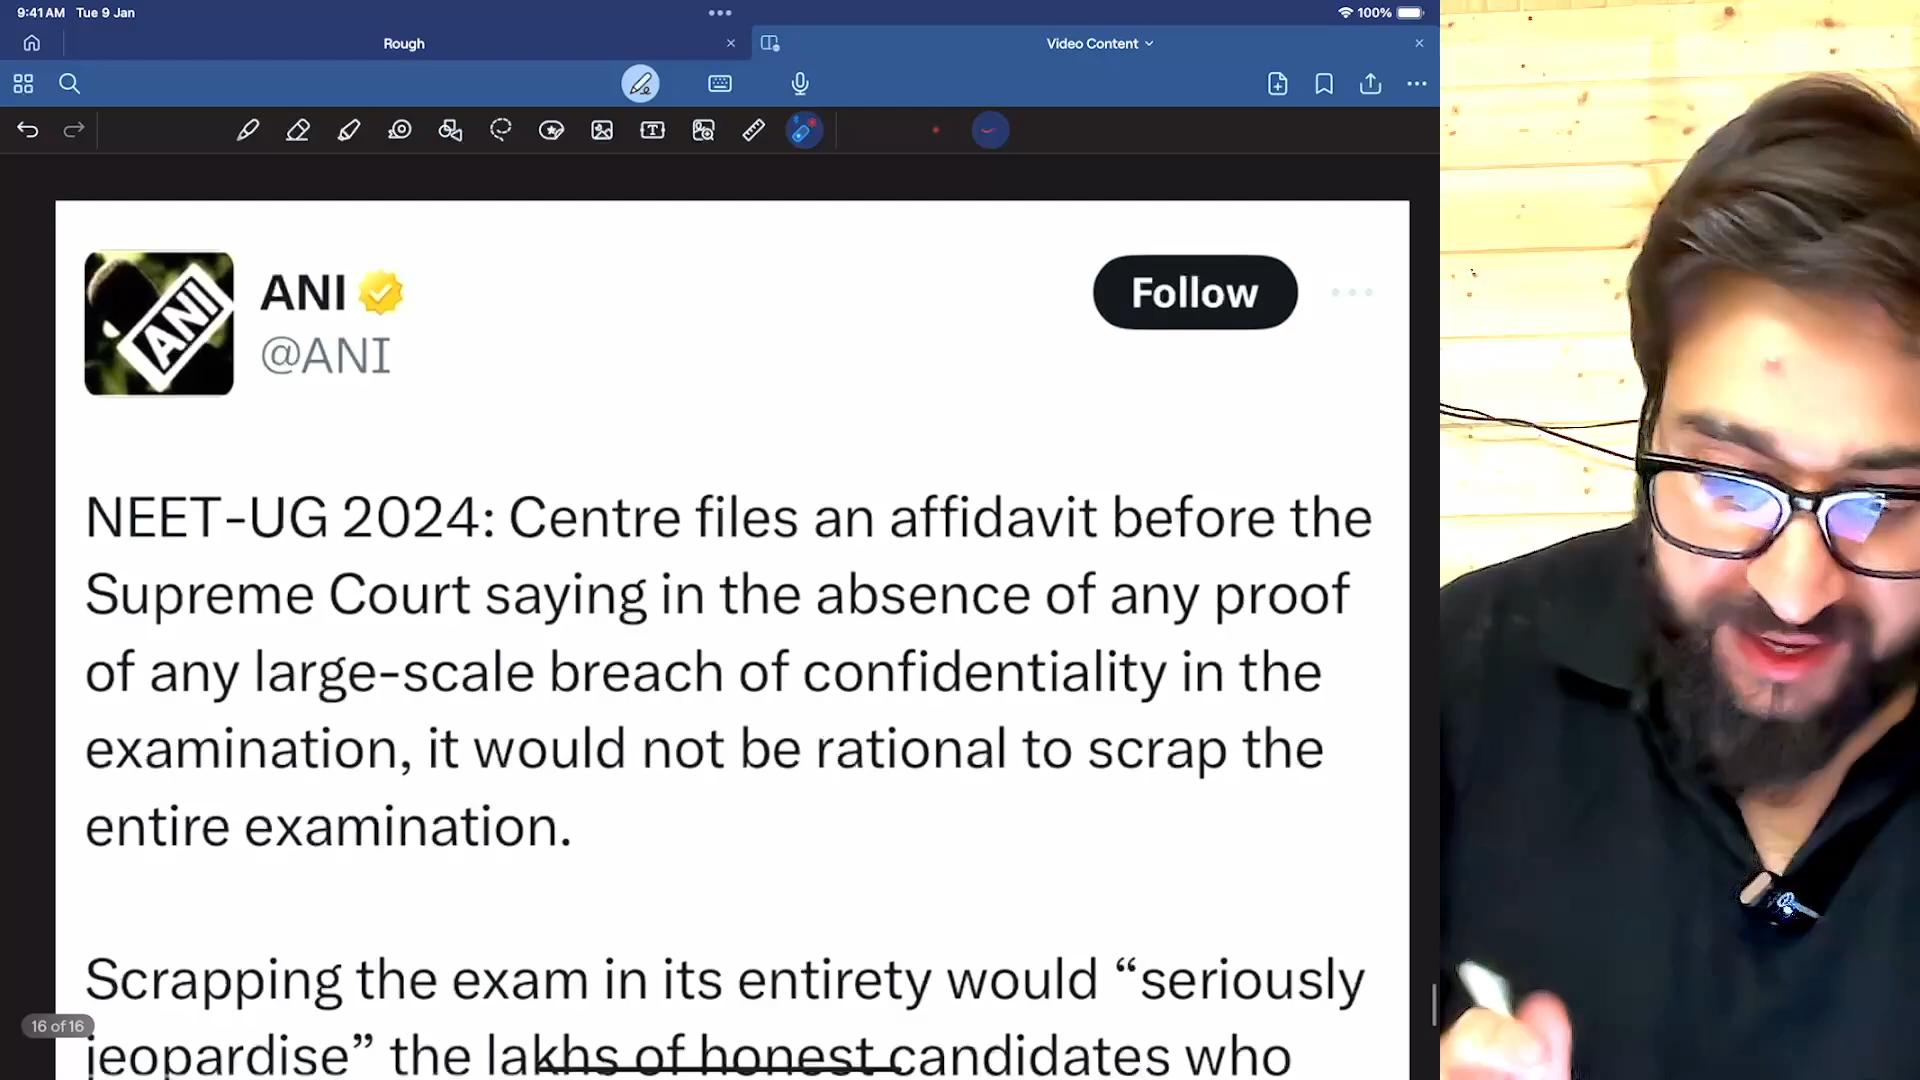 9:41 AM Tue 9 Jan
100%
Rough
Video Content
ANI
ANI
@ANI
Follow
NEET-UG 2024: Centre files an affidavit before the
Supreme Court saying in the absence of any proof
of any large-scale breach of confidentiality in the
examination, it would not be rational to scrap the
entire examination.
Scrapping the exam in its entirety would “seriously
jeopardise” the lakhs of honest candidates who
16 of 16